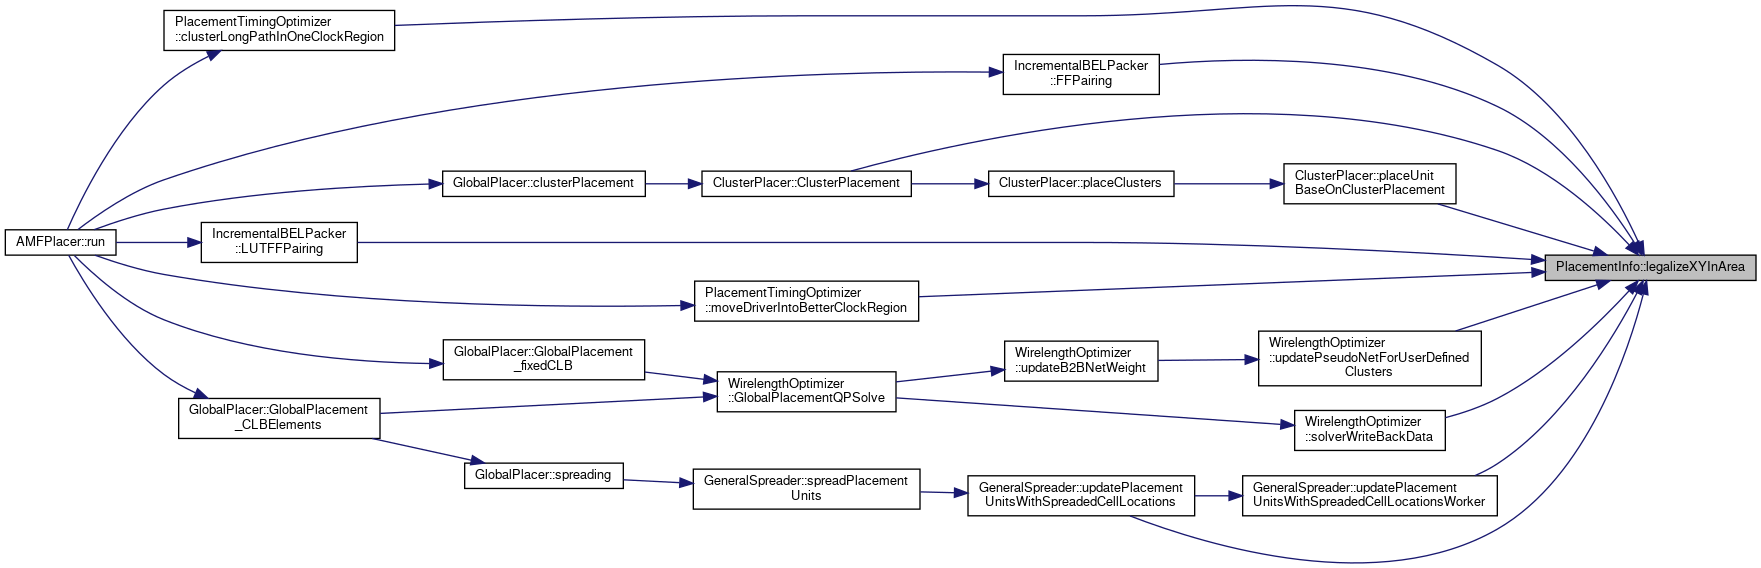 PlacementTimingOptimizer
::clusterLongPathInOneClockRegion
IncrementalBELPacker
::FFPairing
GlobalPlacer::clusterPlacement
ClusterPlacer::ClusterPlacement
ClusterPlacer::placeClusters
ClusterPlacer::placeUnit
BaseOnClusterPlacement
AMFPlacer::run
IncrementalBELPacker
::LUTFFPairing
PlacementInfo::legalizeXYInArea
PlacementTimingOptimizer
::moveDriverIntoBetterClockRegion
GlobalPlacer::GlobalPlacement
_fixedCLB
WirelengthOptimizer
::GlobalPlacementQPSolve
WirelengthOptimizer
::updateB2BNetWeight
WirelengthOptimizer
::updatePseudoNetForUserDefined
Clusters
GlobalPlacer::GlobalPlacement
_CLBElements
WirelengthOptimizer
::solverWriteBackData
GlobalPlacer::spreading
GeneralSpreader::spreadPlacement
Units
GeneralSpreader::updatePlacement
UnitsWithSpreadedCellLocations
GeneralSpreader::updatePlacement
UnitsWithSpreadedCellLocationsWorker